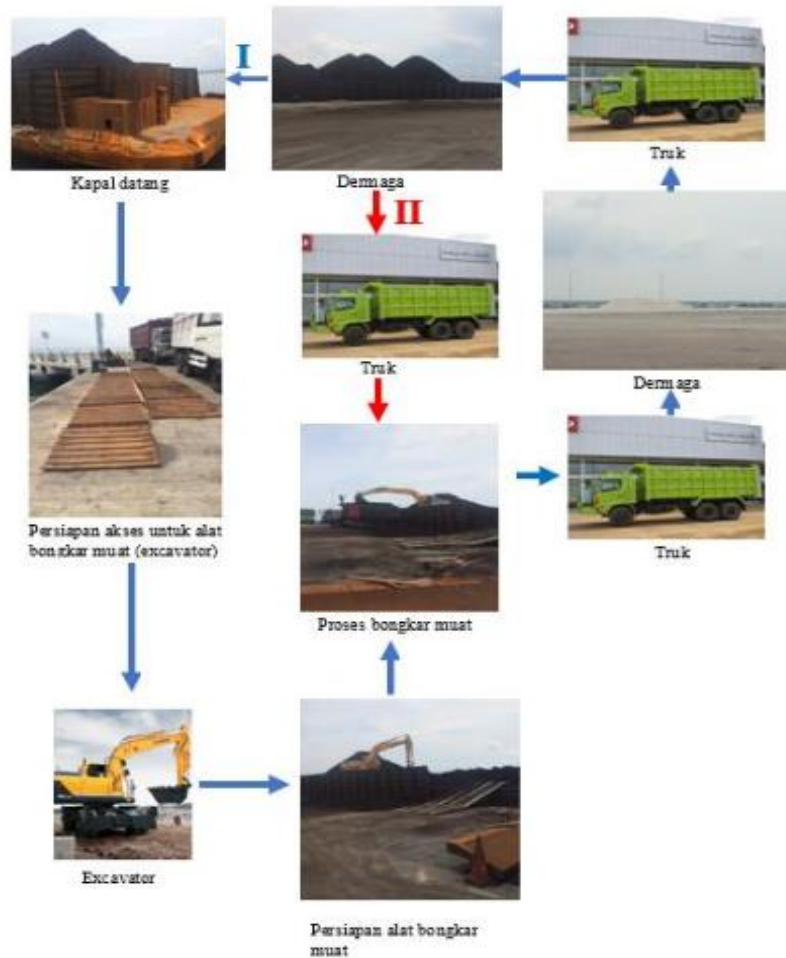 I
II
Kapal datang
Dermaga
Truk
Truk
Dermaga
Persiapan akses untuk alat
bongkar muat (excavator)
Proses bongkar muat
Truk
Excavator
Persiapan alat bongkar
muat